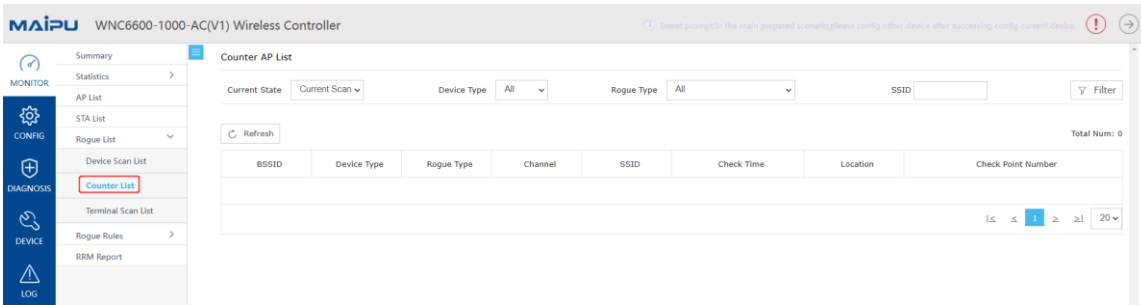 MAIPU WNC6600-1000-AC(V1) Wireless Controller
Sweet prompt:In the main prepared scenario,please config other device after successing config current device.
MONITOR
CONFIG
DIAGNOSIS
DEVICE
LOG
Summary
Statistics
AP List
STA List
Rogue List
Device Scan List
Counter List
Terminal Scan List
Rogue Rules
RRM Report
Counter AP List
Current State Current Scan Device Type All Rogue Type All SSID Filter
Refresh Total Num: 0
BSSID Device Type Rogue Type Channel SSID Check Time Location Check Point Number
|< < 1 > >| 20